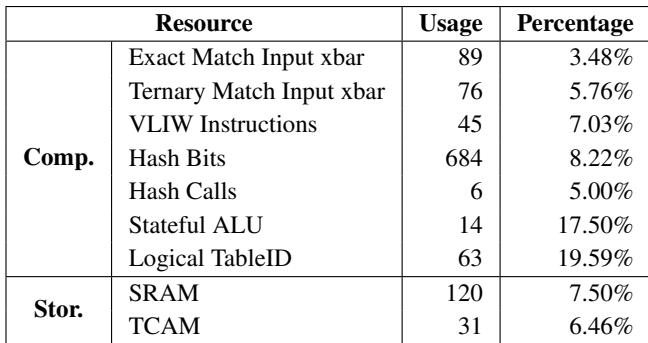 Resource Usage Percentage
Exact Match Input xbar 89 3.48%
Ternary Match Input xbar 76 5.76%
VLIW Instructions 45 7.03%
Comp. Hash Bits 684 8.22%
Hash Calls 6 5.00%
Stateful ALU 14 17.50%
Logical TableID 63 19.59%
Stor. SRAM 120 7.50%
TCAM 31 6.46%